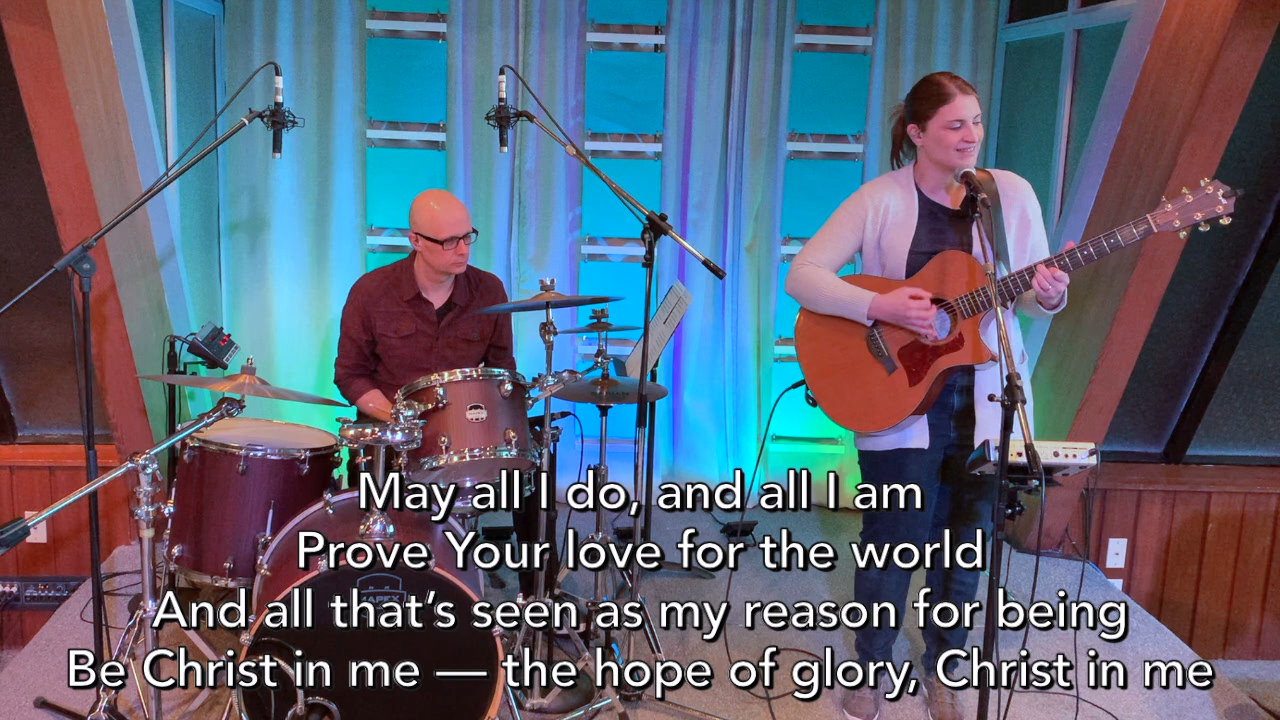 May all I do, and all I am
Prove Your love for the world
And all that's seen as my reason for being
Be Christ in me — the hope of glory, Christ in me
MAPEX